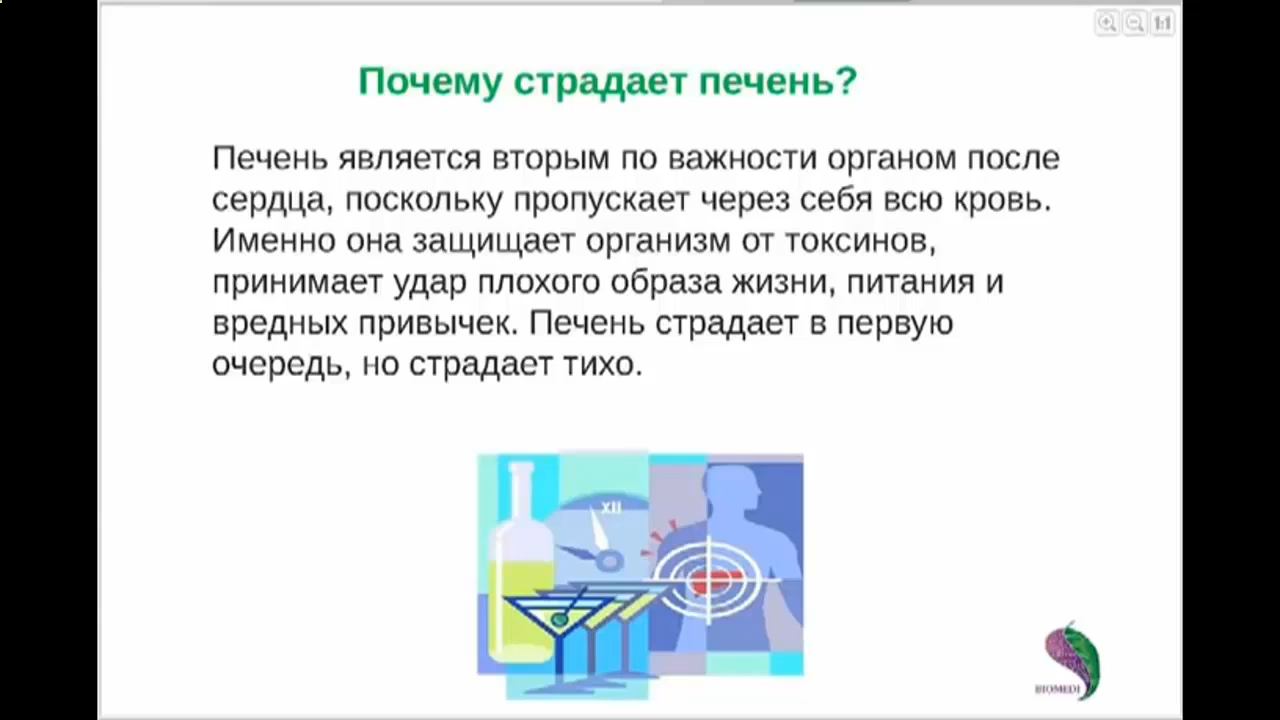 1:1
Почему страдает печень?
Печень является вторым по важности органом после
сердца, поскольку пропускает через себя всю кровь.
Именно она защищает организм от токсинов,
принимает удар плохого образа жизни, питания и
вредных привычек. Печень страдает в первую
очередь, но страдает тихо.
XII
BIOMEDI